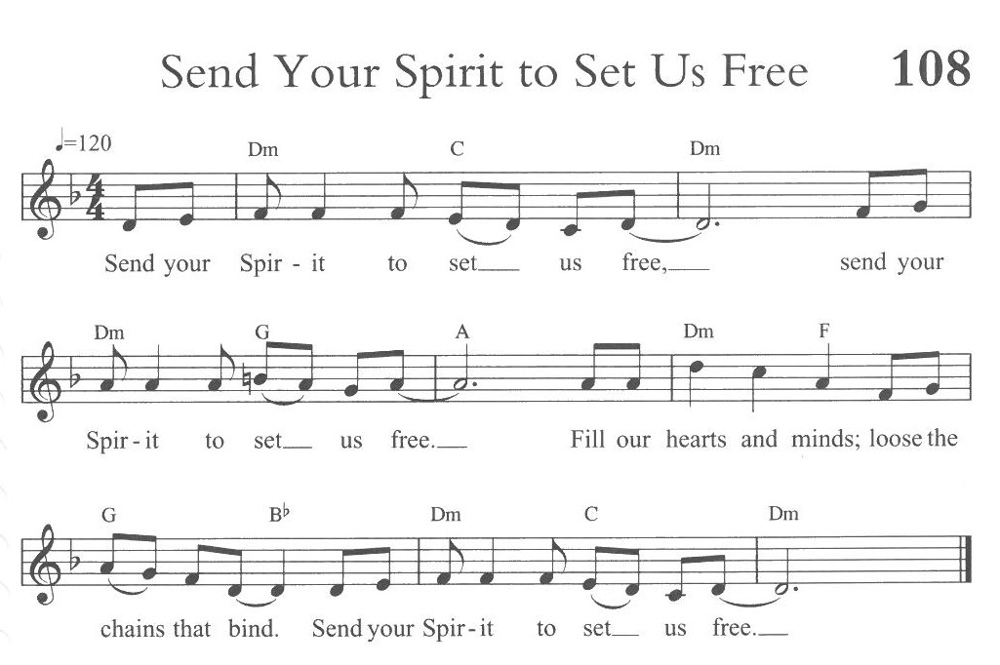 Send Your Spirit to Set Us Free 108
♩=120
Dm C Dm
4 4
Send your Spir - it to set us free, send your
Dm G A Dm F
Spir - it to set us free. Fill our hearts and minds; loose the
G B♭ Dm C Dm
chains that bind. Send your Spir - it to set us free.